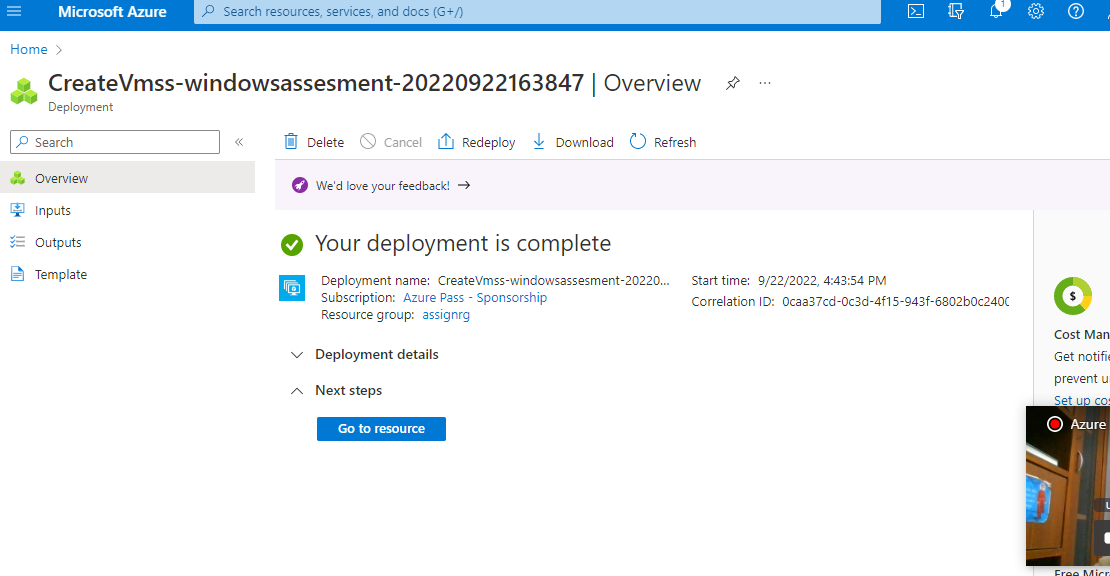 Microsoft Azure
Search resources, services, and docs (G+/)
1
Home
CreateVmss-windowsassesment-20220922163847 | Overview
Deployment
Search
Delete
Cancel
Redeploy
Download
Refresh
Overview
Inputs
Outputs
Template
We'd love your feedback!
Your deployment is complete
Deployment name: CreateVmss-windowsassesment-20220...
Subscription: Azure Pass - Sponsorship
Resource group: assignrg
Start time: 9/22/2022, 4:43:54 PM
Correlation ID: 0caa37cd-0c3d-4f15-943f-6802b0c2400
Deployment details
Next steps
Go to resource
$
Cost Man
Get notifie
prevent u
Set up cos
Azure
Free Micr